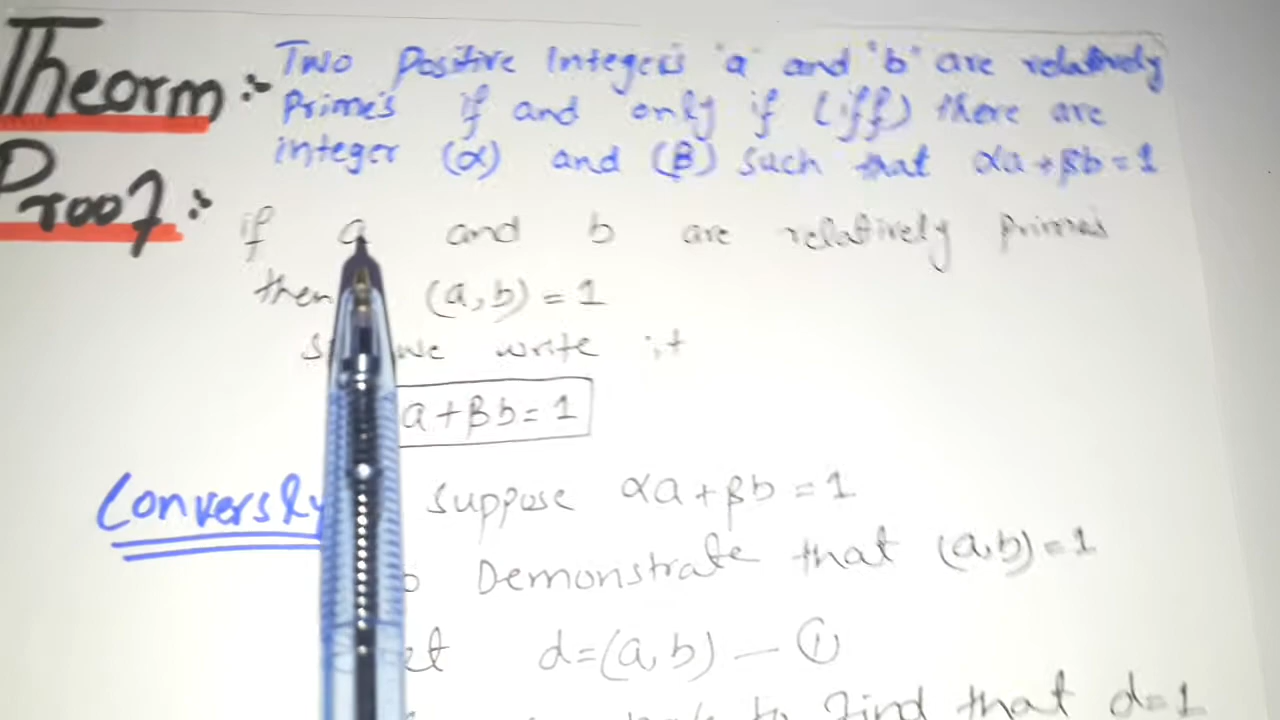 Theorm:- Two Positive Integers 'a' and 'b' are relatively
Prime's if and only if (iff) there are
integer (α) and (β) such that αa+βb=1
Proof:- if a and b are relatively primes
then (a,b)=1
we write it
a+βb=1
Conversly suppose αa+βb=1
Demonstrate that (a,b)=1
d=(a,b) — ①
to find that d=1